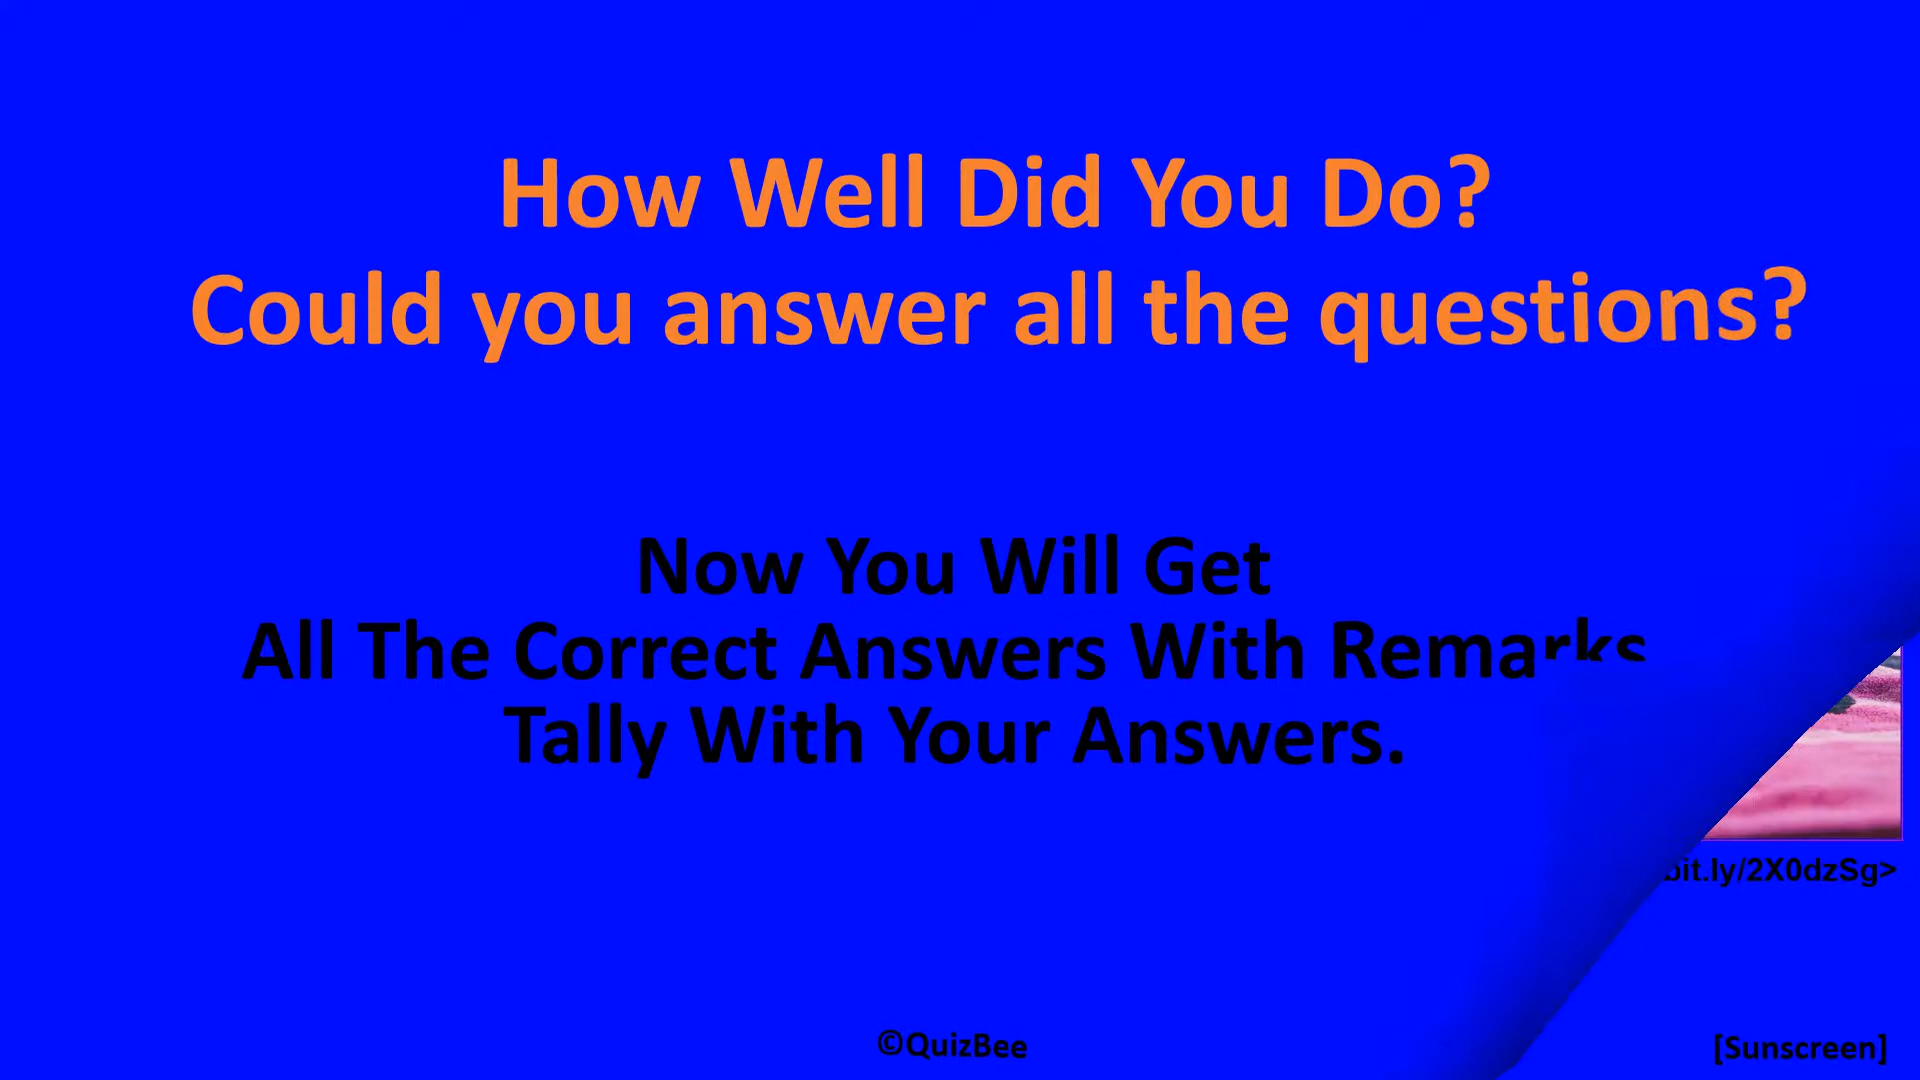 How Well Did You Do?
Could you answer all the questions?
Now You Will Get
All The Correct Answers With Remarks
Tally With Your Answers.
bit.ly/2X0dzSg>
©QuizBee
[Sunscreen]